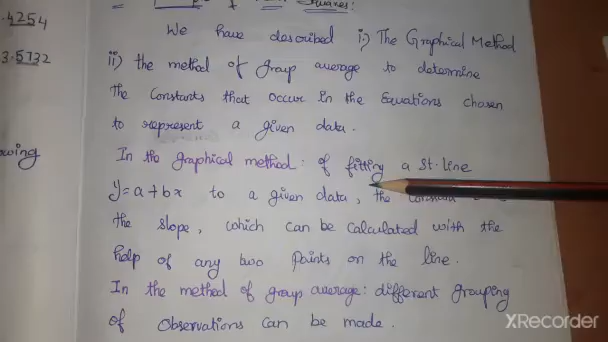 of Squares:
.4254
We have described i) The Graphical Method
3.5732
ii) the method of group average to determine
the constants that occur in the Equations chosen
to represent a given data.
owing
In the graphical method: of fitting a st. line
y = a + bx to a given data, the
the slope, which can be calculated with the
help of any two points on the line.
In the method of group average: different grouping
of observations can be made.
XRecorder